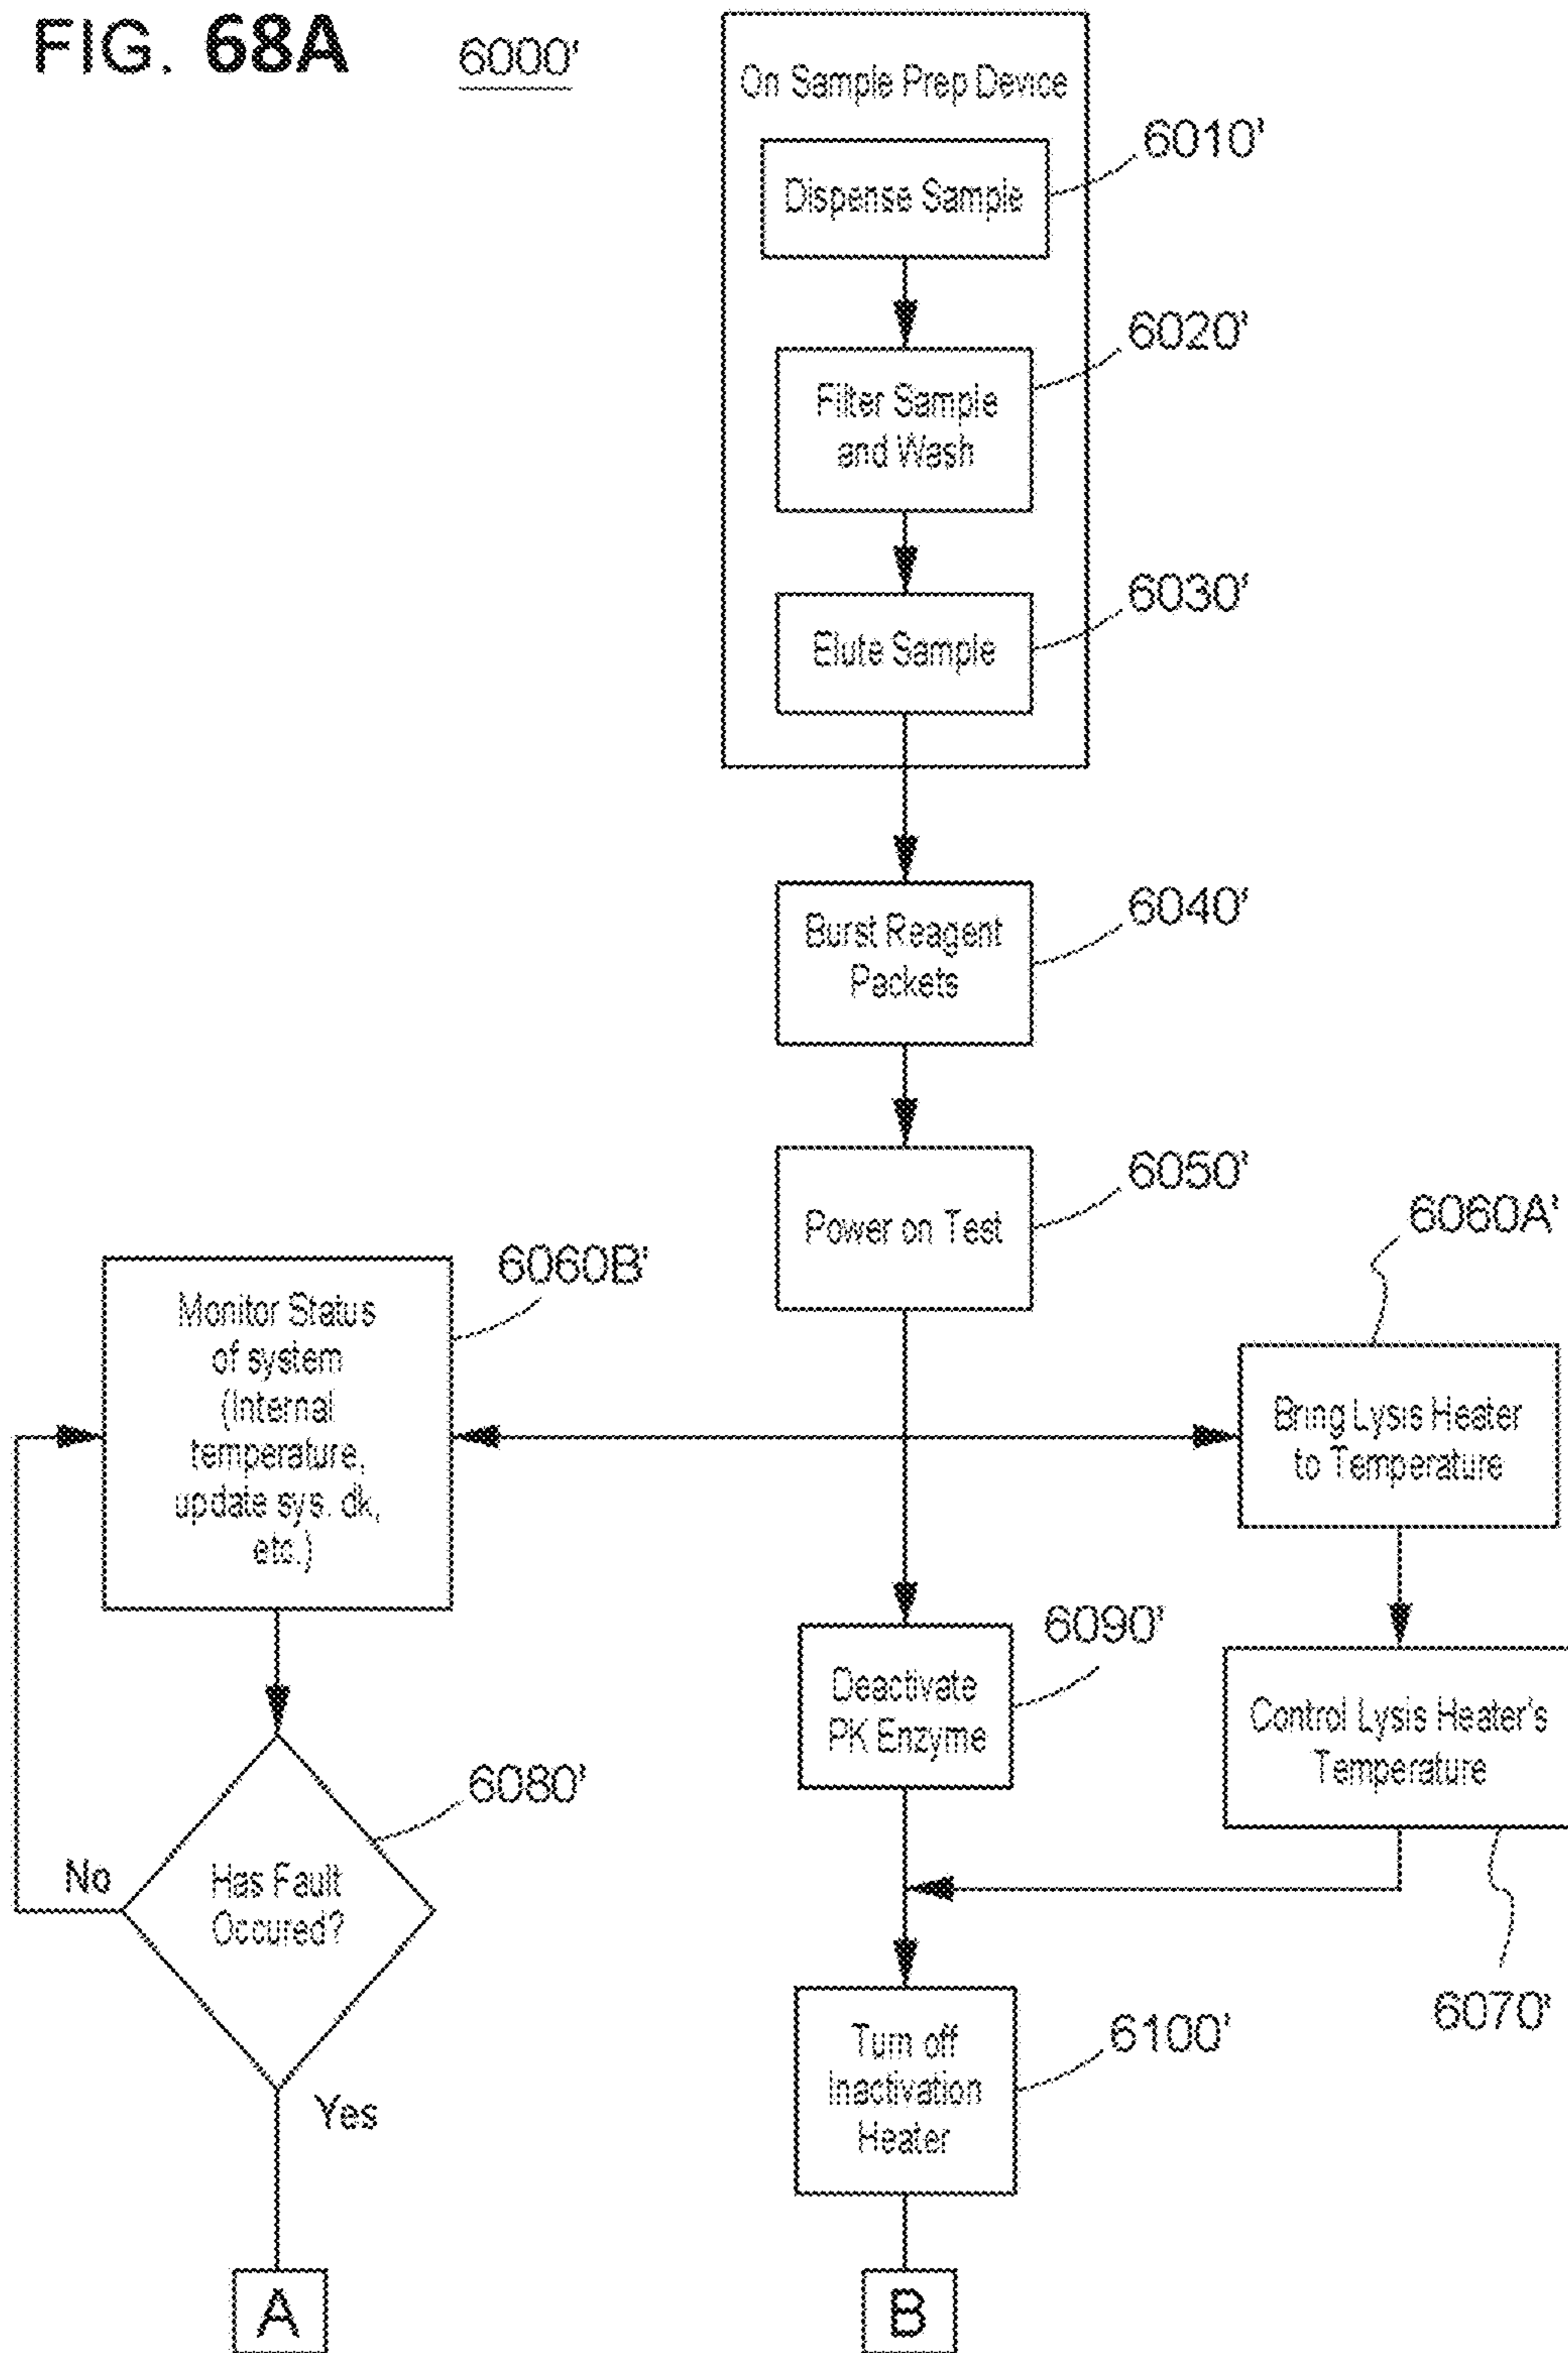 FIG. 68A
6000'
On Sample Prep Device
6010'
Dispense Sample
6020'
Filter Sample
and Wash
6030'
Elute Sample
6040'
Burst Reagent
Packets
6050'
Power on Test
6060A'
6060B'
Monitor Status
of system
(Internal
temperature,
update sys. clk,
etc.)
Bring Lysis Heater
to Temperature
6090'
Deactivate
PK Enzyme
Control Lysis Heater's
Temperature
6080'
No
Has Fault
Occured?
6070'
6100'
Turn off
Inactivation
Heater
Yes
A
B